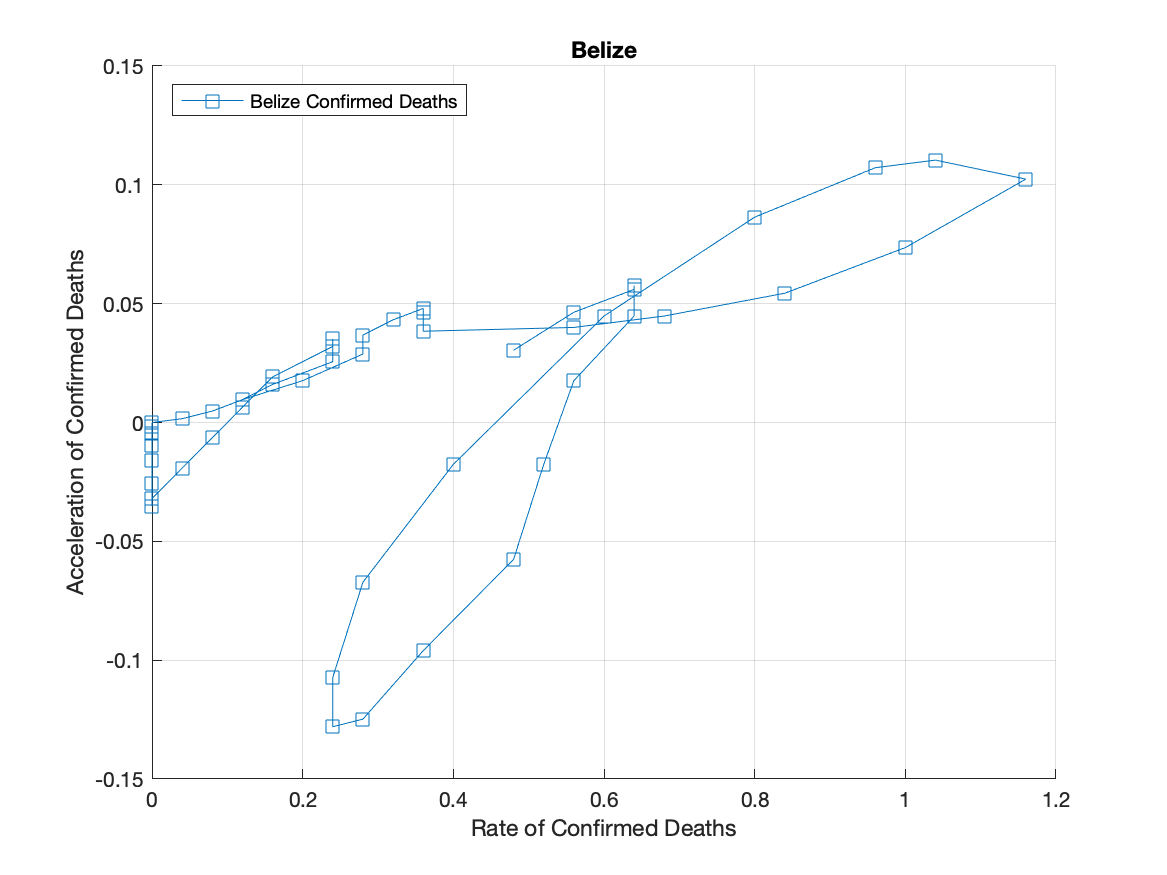 Belize
0.15
Belize Confirmed Deaths
0.1
0.05
0
-0.05
-0.1
-0.15
Acceleration of Confirmed Deaths
0 0.2 0.4 0.6 0.8 1 1.2
Rate of Confirmed Deaths